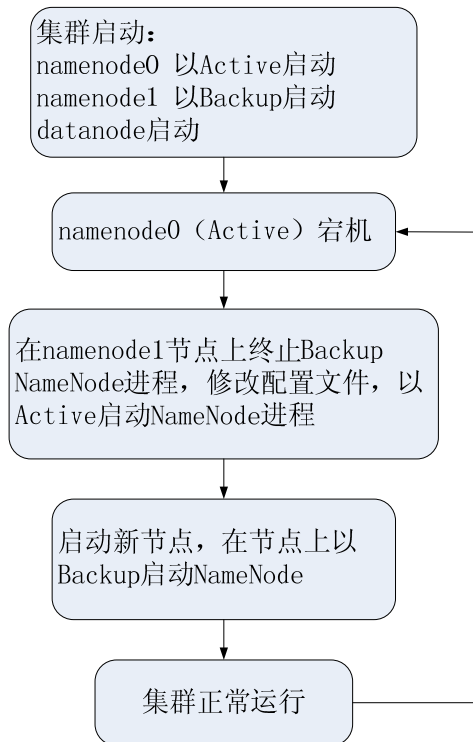 集群启动：
namenode0 以Active启动
namenode1 以Backup启动
datanode启动
namenode0（Active）宕机
在namenode1节点上终止Backup
NameNode进程，修改配置文件，以
Active启动NameNode进程
启动新节点，在节点上以
Backup启动NameNode
集群正常运行